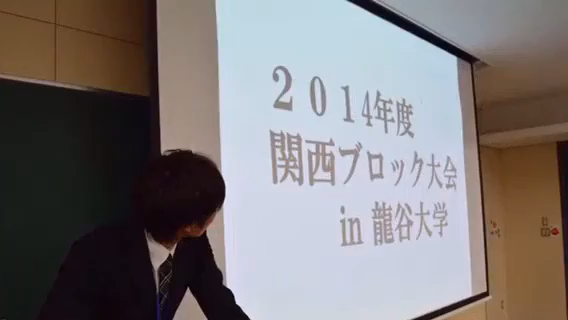 ２０14年度
関西ブロック大会
in 龍谷大学